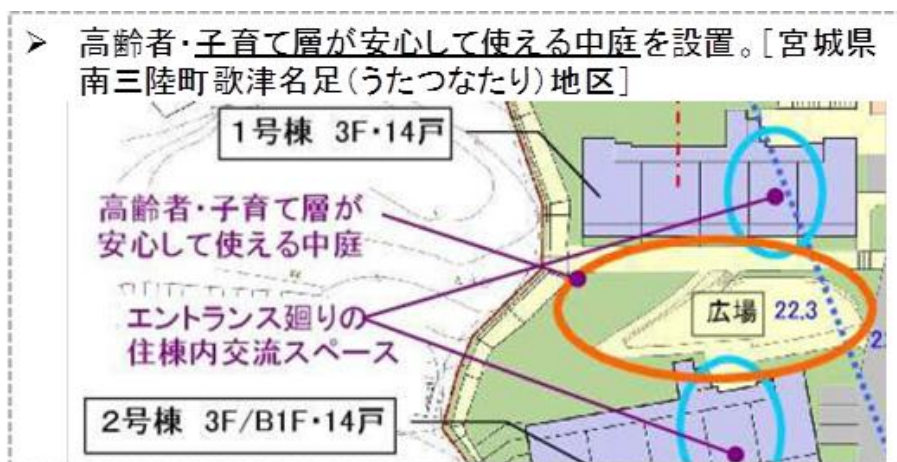 ➤ 高齢者・子育て層が安心して使える中庭を設置。[宮城県
南三陸町歌津名足(うたつなたり)地区]
1号棟 3F・14戸
高齢者・子育て層が
安心して使える中庭
広場 22.3
エントランス廻りの
住棟内交流スペース
2号棟 3F/B1F・14戸